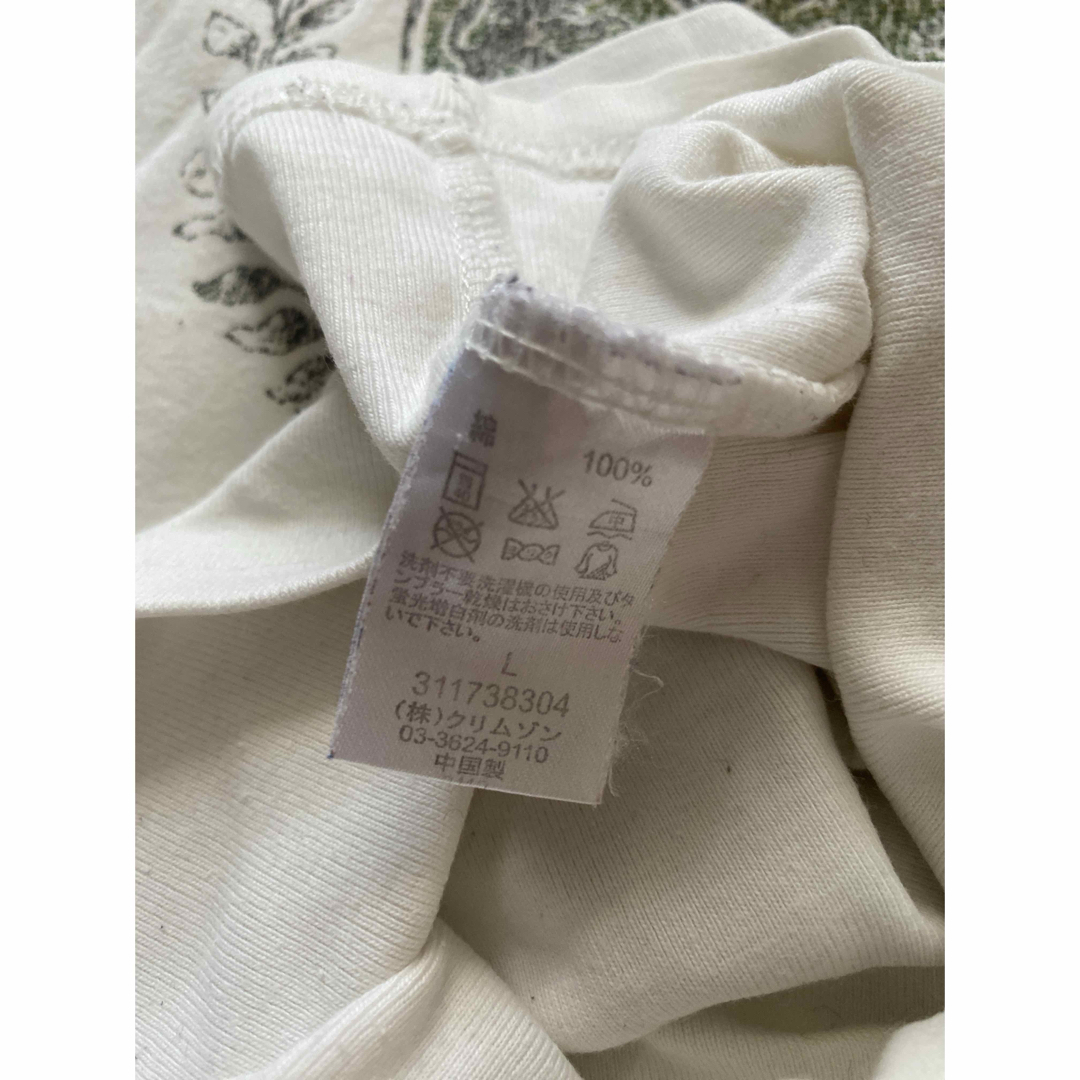 綿 100%
中
洗剤不要洗濯機の使用及びタ
ンブラー乾燥はおさけ下さい。
蛍光増白剤の洗剤は使用しな
いで下さい。
L
311738304
(株)クリムゾン
03-3624-9110
中国製